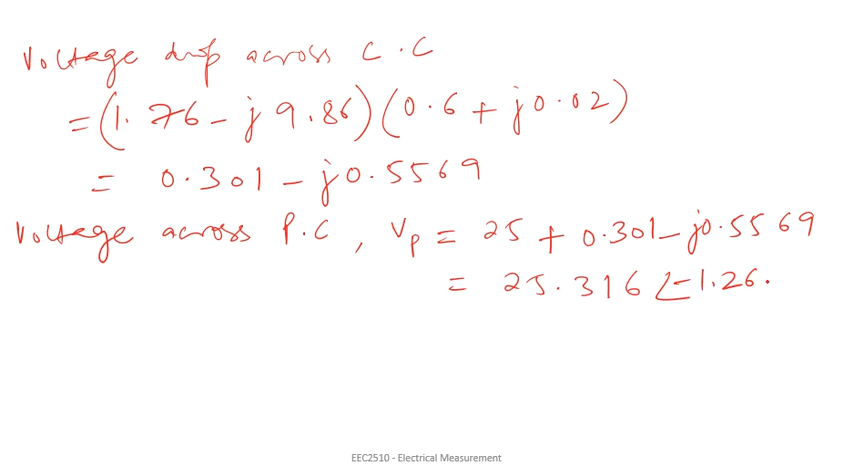 Voltage drop across C.C
= (1.76 - j9.86)(0.6 + j0.02)
= 0.301 - j0.5569
Voltage across P.C, Vp = 25 + 0.301 - j0.5569
= 25.316∠-1.26.
EEC2510 - Electrical Measurement